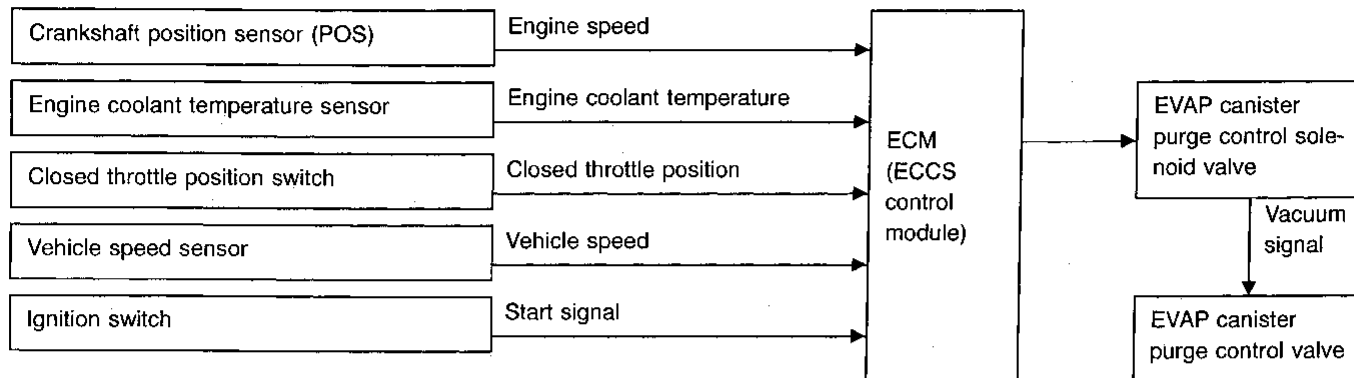 Crankshaft position sensor (POS)
Engine speed
Engine coolant temperature sensor
Engine coolant temperature
Closed throttle position switch
Closed throttle position
Vehicle speed sensor
Vehicle speed
Ignition switch
Start signal
ECM
(ECCS
control
module)
EVAP canister
purge control sole-
noid valve
Vacuum
signal
EVAP canister
purge control valve